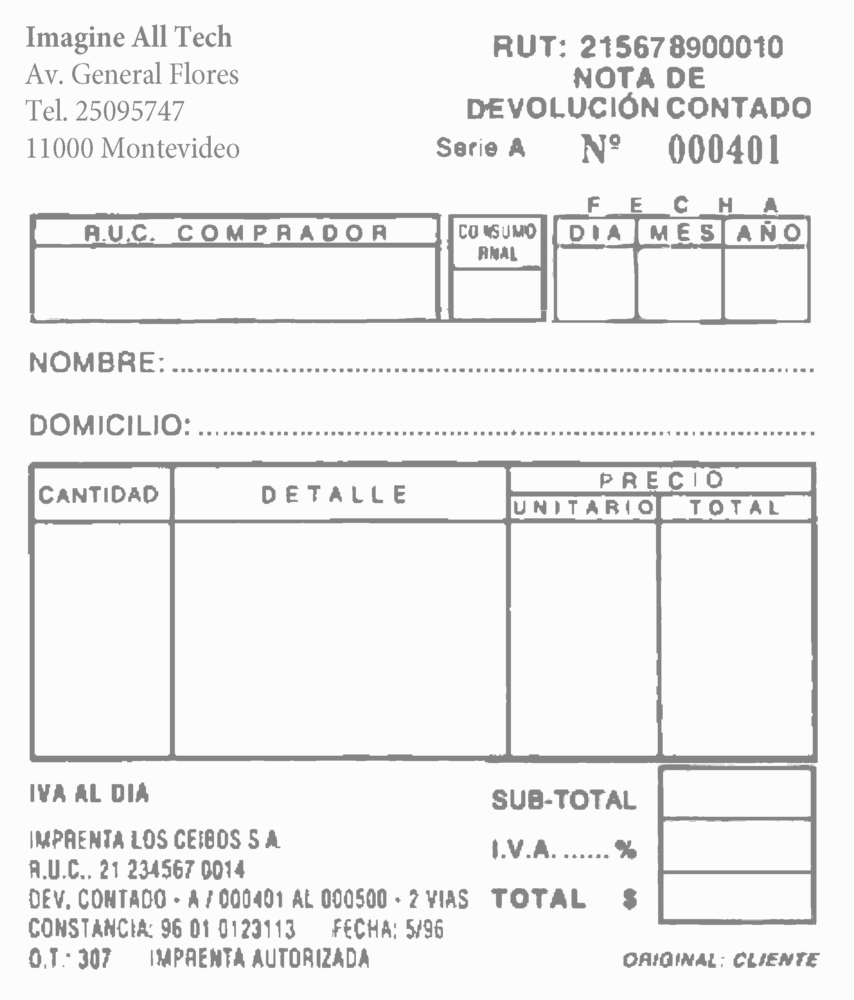 Imagine All Tech
Av. General Flores
Tel. 25095747
11000 Montevideo
RUT: 215678900010
NOTA DE
DEVOLUCIÓN CONTADO
Serie A Nº 000401
F E C H A
R.U.C. COMPRADOR
CONSUMO
FINAL
DIA MES AÑO
NOMBRE: ................................................................
DOMICILIO: ................................................................
CANTIDAD DETALLE PRECIO
UNITARIO TOTAL
IVA AL DIA
SUB-TOTAL
I.V.A. ...... %
TOTAL $
IMPRENTA LOS CEIBOS S A
R.U.C.. 21 234567 0014
DEV. CONTADO - A / 000401 AL 000500 - 2 VIAS
CONSTANCIA: 96 01 0123113 FECHA: 5/96
O.T.: 307 IMPRENTA AUTORIZADA
ORIGINAL: CLIENTE